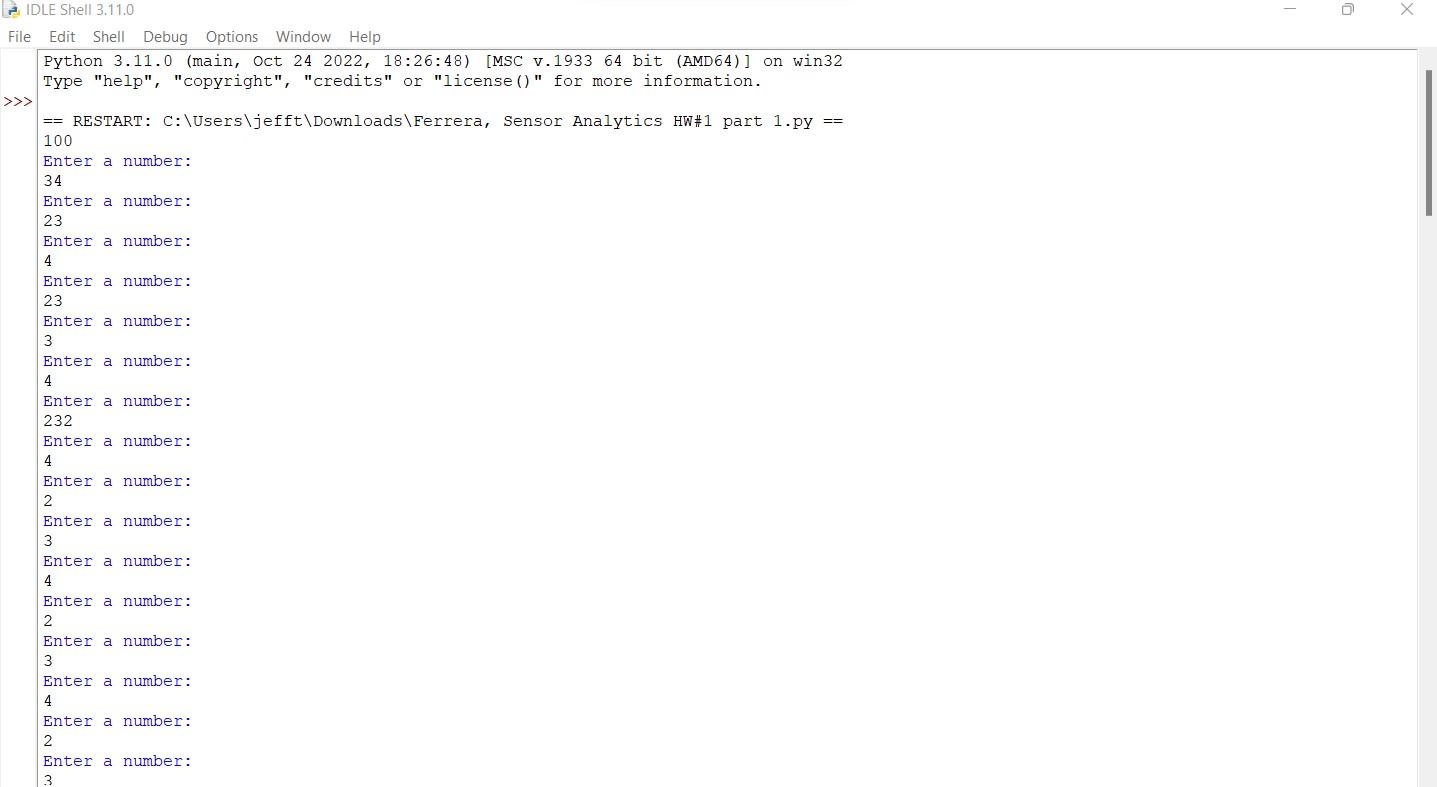 IDLE Shell 3.11.0
File Edit Shell Debug Options Window Help
Python 3.11.0 (main, Oct 24 2022, 18:26:48) [MSC v.1933 64 bit (AMD64)] on win32
Type "help", "copyright", "credits" or "license()" for more information.
>>>
== RESTART: C:\Users\jefft\Downloads\Ferrera, Sensor Analytics HW#1 part 1.py ==
100
Enter a number:
34
Enter a number:
23
Enter a number:
4
Enter a number:
23
Enter a number:
3
Enter a number:
4
Enter a number:
232
Enter a number:
4
Enter a number:
2
Enter a number:
3
Enter a number:
4
Enter a number:
2
Enter a number:
3
Enter a number:
4
Enter a number:
2
Enter a number:
3